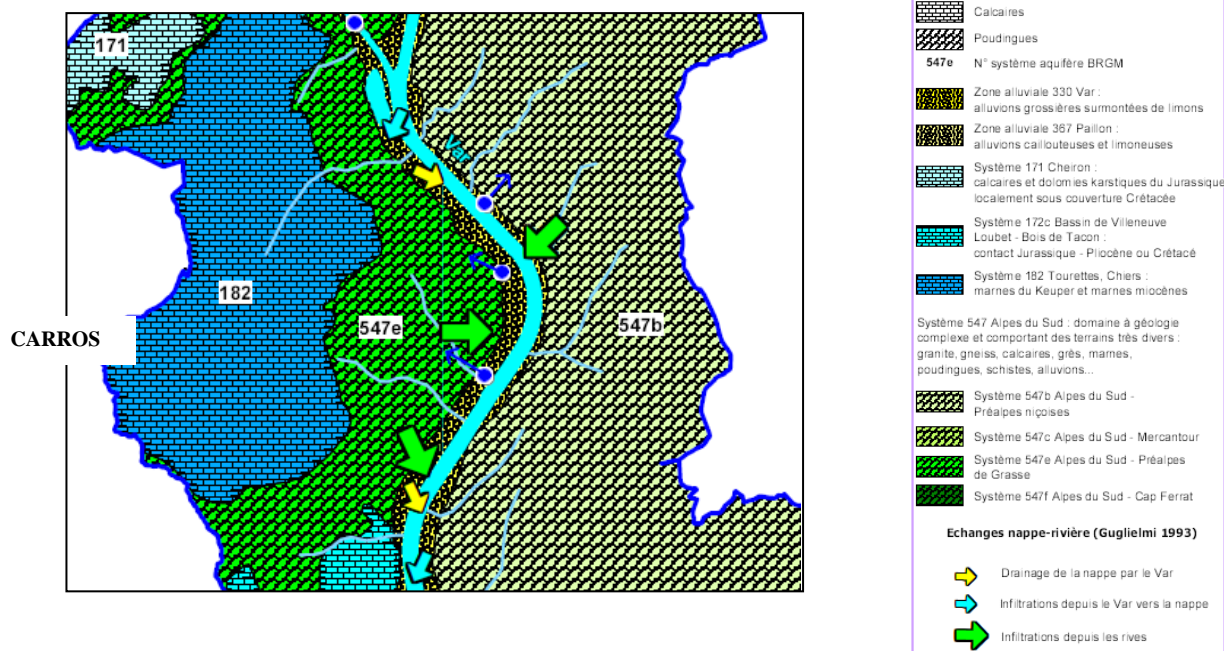 171
Var
182
547e
547b
CARROS
Calcaires
Poudingues
547e N° système aquifère BRGM
Zone alluviale 330 Var :
alluvions grossières surmontées de limons
Zone alluviale 367 Paillon :
alluvions caillouteuses et limoneuses
Système 171 Cheiron :
calcaires et dolomies karstiques du Jurassique
localement sous couverture Crétacée
Système 172c Bassin de Villeneuve
Loubet - Bois de Tacon :
contact Jurassique - Pliocène ou Crétacé
Système 182 Tourettes, Chiers :
marnes du Keuper et marnes miocènes
Système 547 Alpes du Sud : domaine à géologie
complexe et comportant des terrains très divers :
granite, gneiss, calcaires, grès, marnes,
poudingues, schistes, alluvions...
Système 547b Alpes du Sud -
Préalpes niçoises
Système 547c Alpes du Sud - Mercantour
Système 547e Alpes du Sud - Préalpes
de Grasse
Système 547f Alpes du Sud - Cap Ferrat
Echanges nappe-rivière (Guglielmi 1993)
Drainage de la nappe par le Var
Infiltrations depuis le Var vers la nappe
Infiltrations depuis les rives